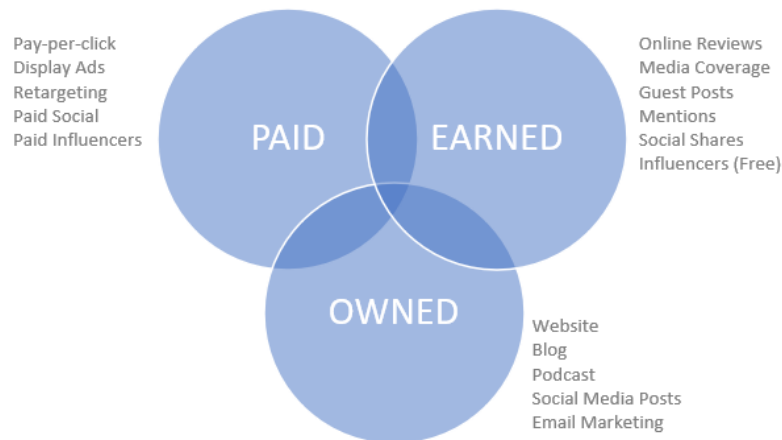 Pay-per-click
Display Ads
Retargeting
Paid Social
Paid Influencers
PAID
EARNED
Online Reviews
Media Coverage
Guest Posts
Mentions
Social Shares
Influencers (Free)
OWNED
Website
Blog
Podcast
Social Media Posts
Email Marketing